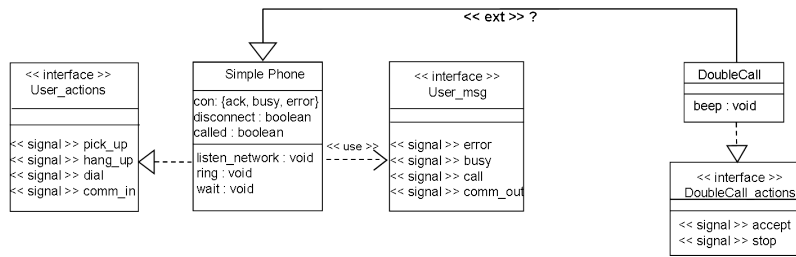 << ext >> ?
<< interface >>
User_actions
<< signal >> pick_up
<< signal >> hang_up
<< signal >> dial
<< signal >> comm_in
Simple Phone
con: {ack, busy, error}
disconnect : boolean
called : boolean
listen_network : void
ring : void
wait : void
<< use >>
<< interface >>
User_msg
<< signal >> error
<< signal >> busy
<< signal >> call
<< signal >> comm_out
DoubleCall
beep : void
<< interface >>
DoubleCall_actions
<< signal >> accept
<< signal >> stop